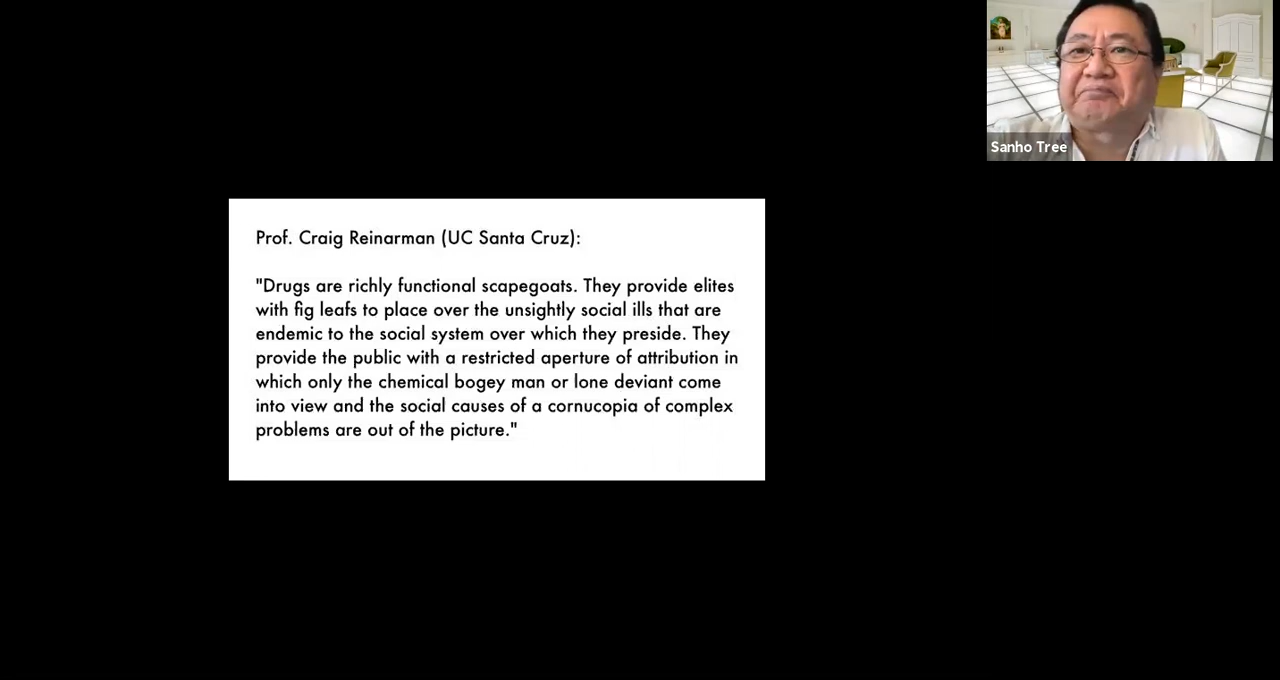 Sanho Tree
Prof. Craig Reinarman (UC Santa Cruz):
"Drugs are richly functional scapegoats. They provide elites
with fig leafs to place over the unsightly social ills that are
endemic to the social system over which they preside. They
provide the public with a restricted aperture of attribution in
which only the chemical bogey man or lone deviant come
into view and the social causes of a cornucopia of complex
problems are out of the picture."